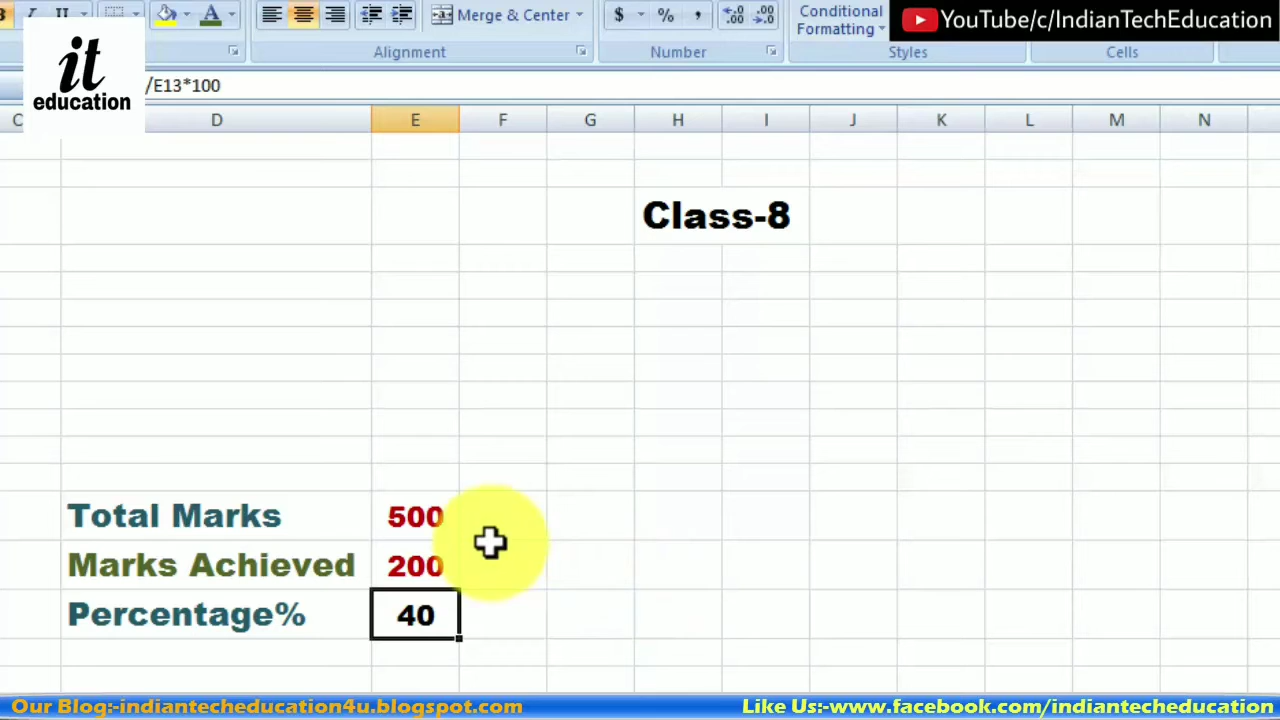 Merge & Center
$ % ,
Conditional
Formatting
YouTube/c/IndianTechEducation
Alignment
Number
Styles
Cells
it
education
/E13*100
C D E F G H I J K L M N
Class-8
Total Marks 500
Marks Achieved 200
Percentage% 40
Our Blog:-indiantecheducation4u.blogspot.com
Like Us:-www.facebook.com/indiantecheducation